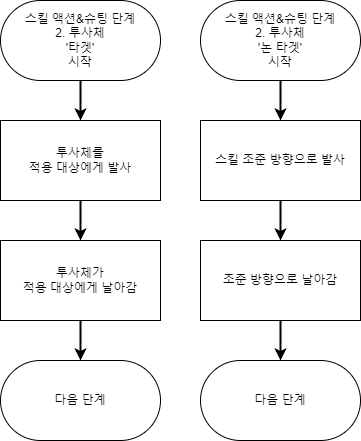 스킬 액션&슈팅 단계
2. 투사체
'타겟'
시작
투사체를
적용 대상에게 발사
투사체가
적용 대상에게 날아감
다음 단계
스킬 액션&슈팅 단계
2. 투사체
'논 타겟'
시작
스킬 조준 방향으로 발사
조준 방향으로 날아감
다음 단계